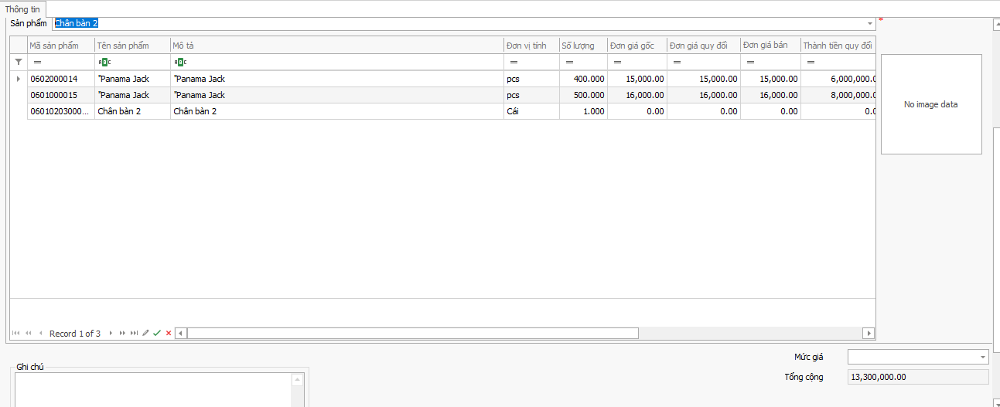 Thông tin
Sản phẩm Chân bàn 2 *
Mã sản phẩm Tên sản phẩm Mô tả Đơn vị tính Số lượng Đơn giá gốc Đơn giá quy đổi Đơn giá bán Thành tiền quy đổi
= ABC ABC = = = = = =
0602000014 "Panama Jack "Panama Jack pcs 400.000 15,000.00 15,000.00 15,000.00 6,000,000.0
0601000015 "Panama Jack "Panama Jack pcs 500.000 16,000.00 16,000.00 16,000.00 8,000,000.0
06010203000... Chân bàn 2 Chân bàn 2 Cái 1.000 0.00 0.00 0.00 0.0
No image data
Record 1 of 3
Mức giá
Ghi chú
Tổng cộng 13,300,000.00